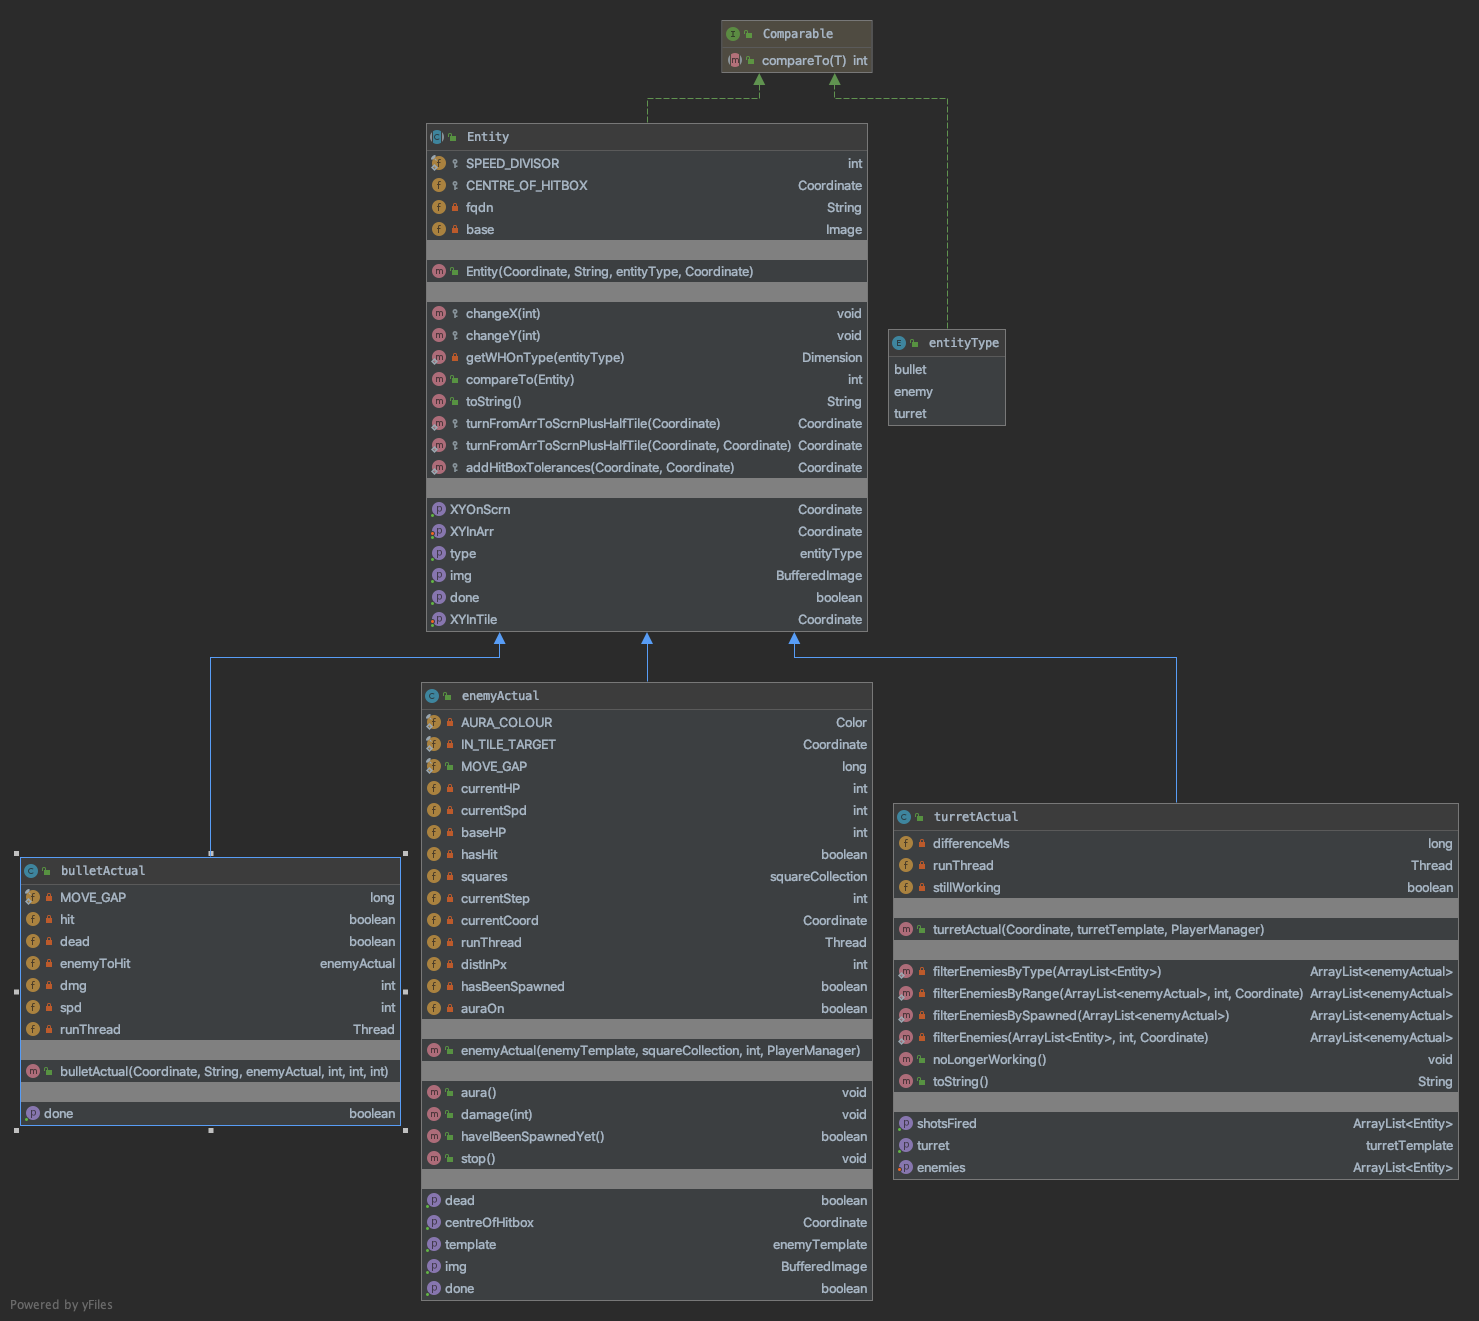 Comparable
compareTo(T) int
Entity
SPEED_DIVISOR int
CENTRE_OF_HITBOX Coordinate
fqdn String
base Image
Entity(Coordinate, String, entityType, Coordinate)
changeX(int) void
changeY(int) void
getWHOnType(entityType) Dimension
compareTo(Entity) int
toString() String
turnFromArrToScrnPlusHalfTile(Coordinate) Coordinate
turnFromArrToScrnPlusHalfTile(Coordinate, Coordinate) Coordinate
addHitBoxTolerances(Coordinate, Coordinate) Coordinate
XYOnScrn Coordinate
XYInArr Coordinate
type entityType
img BufferedImage
done boolean
XYInTile Coordinate
entityType
bullet
enemy
turret
bulletActual
MOVE_GAP long
hit boolean
dead boolean
enemyToHit enemyActual
dmg int
spd int
runThread Thread
bulletActual(Coordinate, String, enemyActual, int, int, int)
done boolean
enemyActual
AURA_COLOUR Color
IN_TILE_TARGET Coordinate
MOVE_GAP long
currentHP int
currentSpd int
baseHP int
hasHit boolean
squares squareCollection
currentStep int
currentCoord Coordinate
runThread Thread
distInPx int
hasBeenSpawned boolean
auraOn boolean
enemyActual(enemyTemplate, squareCollection, int, PlayerManager)
aura() void
damage(int) void
haveIBeenSpawnedYet() boolean
stop() void
dead boolean
centreOfHitbox Coordinate
template enemyTemplate
img BufferedImage
done boolean
turretActual
differenceMs long
runThread Thread
stillWorking boolean
turretActual(Coordinate, turretTemplate, PlayerManager)
filterEnemiesByType(ArrayList<Entity>) ArrayList<enemyActual>
filterEnemiesByRange(ArrayList<enemyActual>, int, Coordinate) ArrayList<enemyActual>
filterEnemiesBySpawned(ArrayList<enemyActual>) ArrayList<enemyActual>
filterEnemies(ArrayList<Entity>, int, Coordinate) ArrayList<enemyActual>
noLongerWorking() void
toString() String
shotsFired ArrayList<Entity>
turret turretTemplate
enemies ArrayList<Entity>
Powered by yFiles